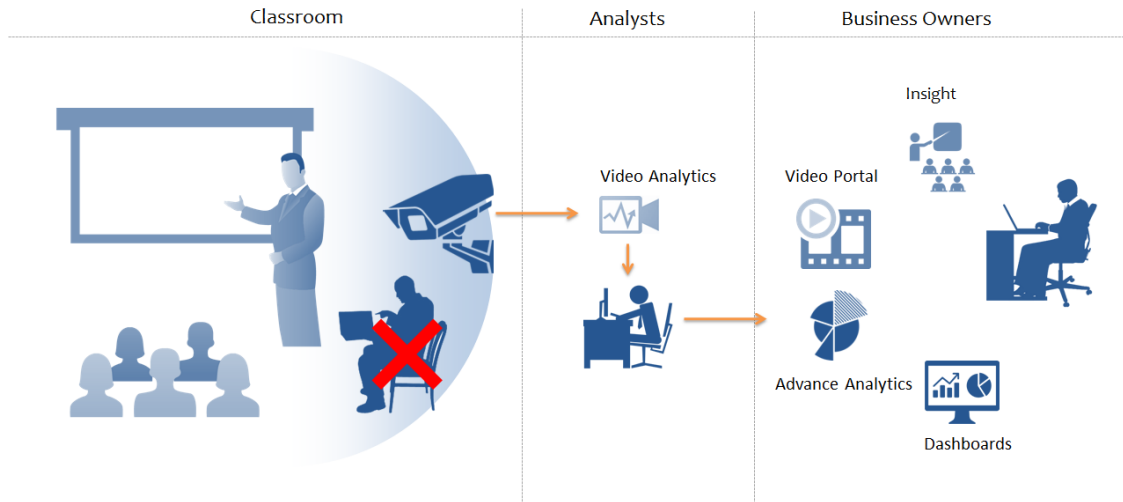 Classroom
Analysts
Business Owners
Insight
Video Analytics
Video Portal
Advance Analytics
Dashboards